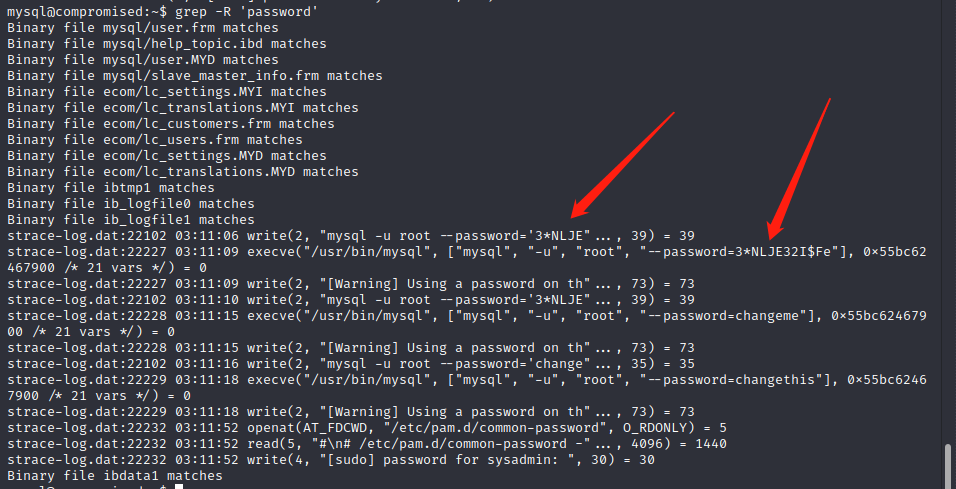 mysql@compromised:~$ grep -R 'password'
Binary file mysql/user.frm matches
Binary file mysql/help_topic.ibd matches
Binary file mysql/user.MYD matches
Binary file mysql/slave_master_info.frm matches
Binary file ecom/lc_settings.MYI matches
Binary file ecom/lc_translations.MYI matches
Binary file ecom/lc_customers.frm matches
Binary file ecom/lc_users.frm matches
Binary file ecom/lc_settings.MYD matches
Binary file ecom/lc_translations.MYD matches
Binary file ibtmp1 matches
Binary file ib_logfile0 matches
Binary file ib_logfile1 matches
strace-log.dat:22102 03:11:06 write(2, "mysql -u root --password='3*NLJE"..., 39) = 39
strace-log.dat:22227 03:11:09 execve("/usr/bin/mysql", ["mysql", "-u", "root", "--password=3*NLJE32I$Fe"], 0×55bc62
467900 /* 21 vars */) = 0
strace-log.dat:22227 03:11:09 write(2, "[Warning] Using a password on th"..., 73) = 73
strace-log.dat:22102 03:11:10 write(2, "mysql -u root --password='3*NLJE"..., 39) = 39
strace-log.dat:22228 03:11:15 execve("/usr/bin/mysql", ["mysql", "-u", "root", "--password=changeme"], 0×55bc624679
00 /* 21 vars */) = 0
strace-log.dat:22228 03:11:15 write(2, "[Warning] Using a password on th"..., 73) = 73
strace-log.dat:22102 03:11:16 write(2, "mysql -u root --password='change"..., 35) = 35
strace-log.dat:22229 03:11:18 execve("/usr/bin/mysql", ["mysql", "-u", "root", "--password=changethis"], 0×55bc6246
7900 /* 21 vars */) = 0
strace-log.dat:22229 03:11:18 write(2, "[Warning] Using a password on th"..., 73) = 73
strace-log.dat:22232 03:11:52 openat(AT_FDCWD, "/etc/pam.d/common-password", O_RDONLY) = 5
strace-log.dat:22232 03:11:52 read(5, "#\n# /etc/pam.d/common-password -"..., 4096) = 1440
strace-log.dat:22232 03:11:52 write(4, "[sudo] password for sysadmin: ", 30) = 30
Binary file ibdata1 matches